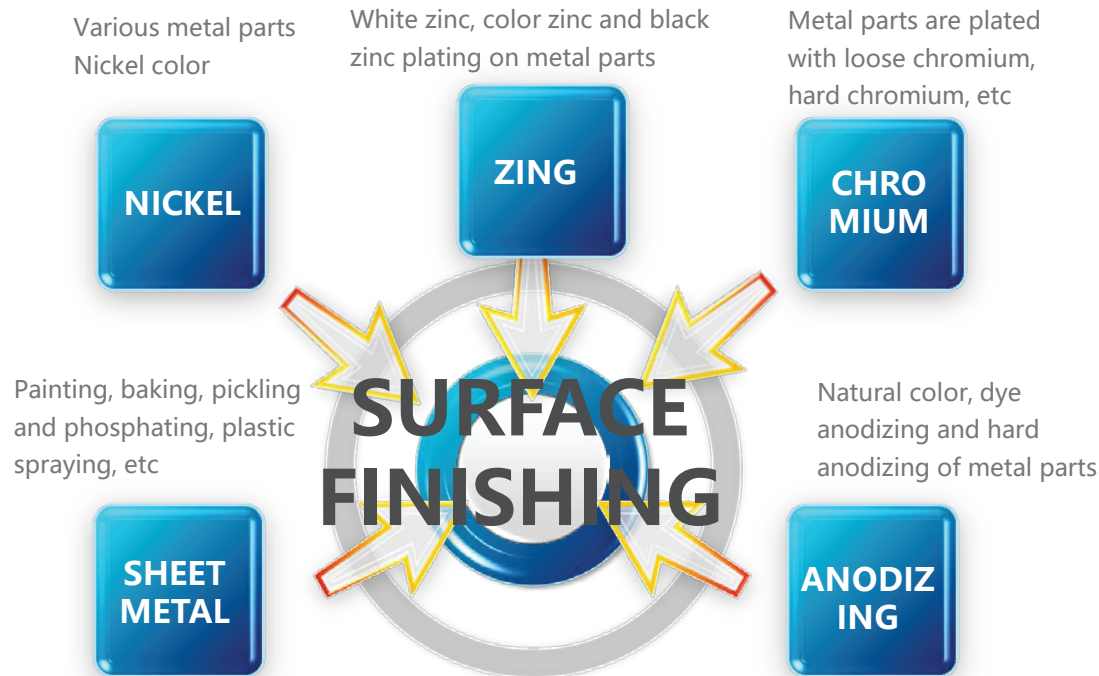 Various metal parts
Nickel color
White zinc, color zinc and black
zinc plating on metal parts
Metal parts are plated
with loose chromium,
hard chromium, etc
NICKEL
ZING
CHRO
MIUM
Painting, baking, pickling
and phosphating, plastic
spraying, etc
SURFACE
FINISHING
Natural color, dye
anodizing and hard
anodizing of metal parts
SHEET
METAL
ANODIZ
ING